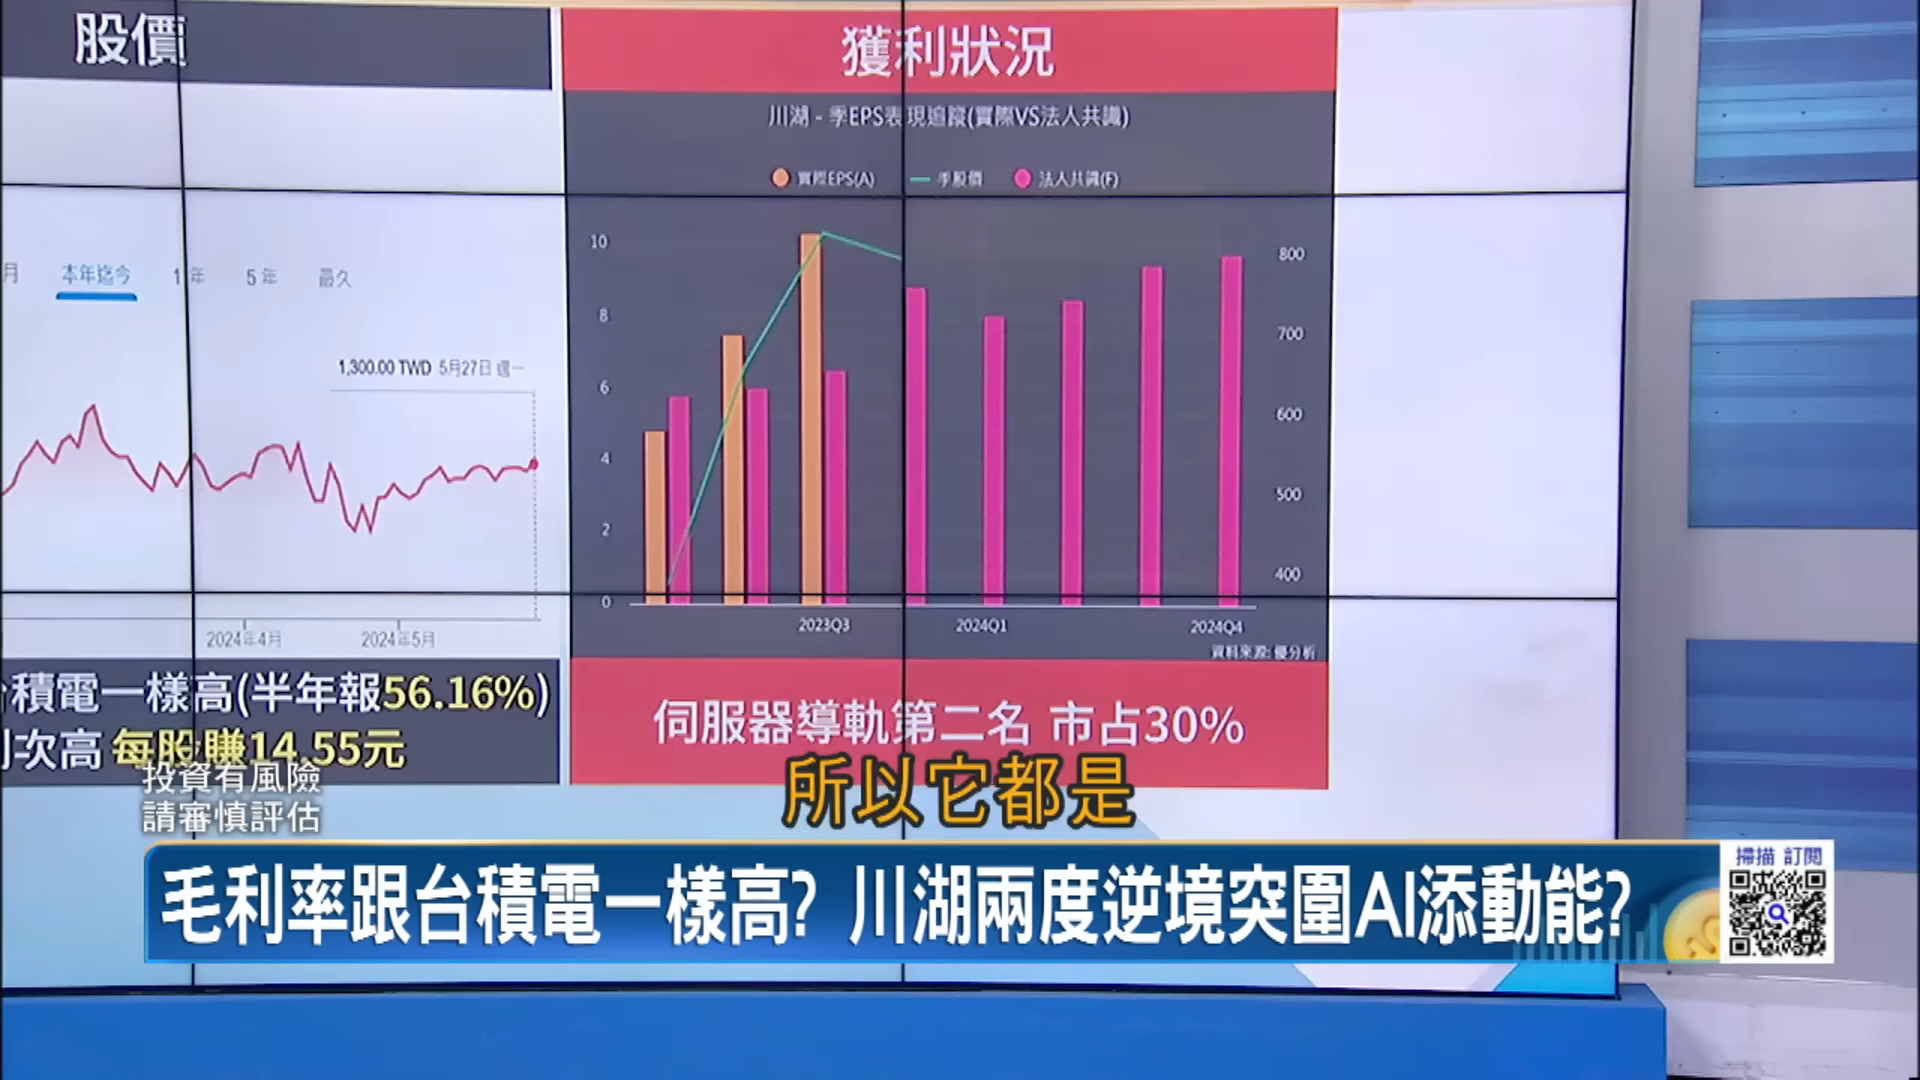 股價
獲利狀況
川湖 - 季EPS表現追蹤(實際VS法人共識)
實際EPS(A) 季股價 法人共識(F)
月 本年迄今 1年 5年 最久
1,300.00 TWD 5月27日 週一
10
8
6
4
2
0
800
700
600
500
400
2023Q3 2024Q1 2024Q4
資料來源:優分析
2024年4月 2024年5月
積電一樣高(半年報56.16%)
次高 每股賺14.55元
伺服器導軌第二名 市占30%
投資有風險
請審慎評估
所以它都是
毛利率跟台積電一樣高? 川湖兩度逆境突圍AI添動能?
掃描 訂閱